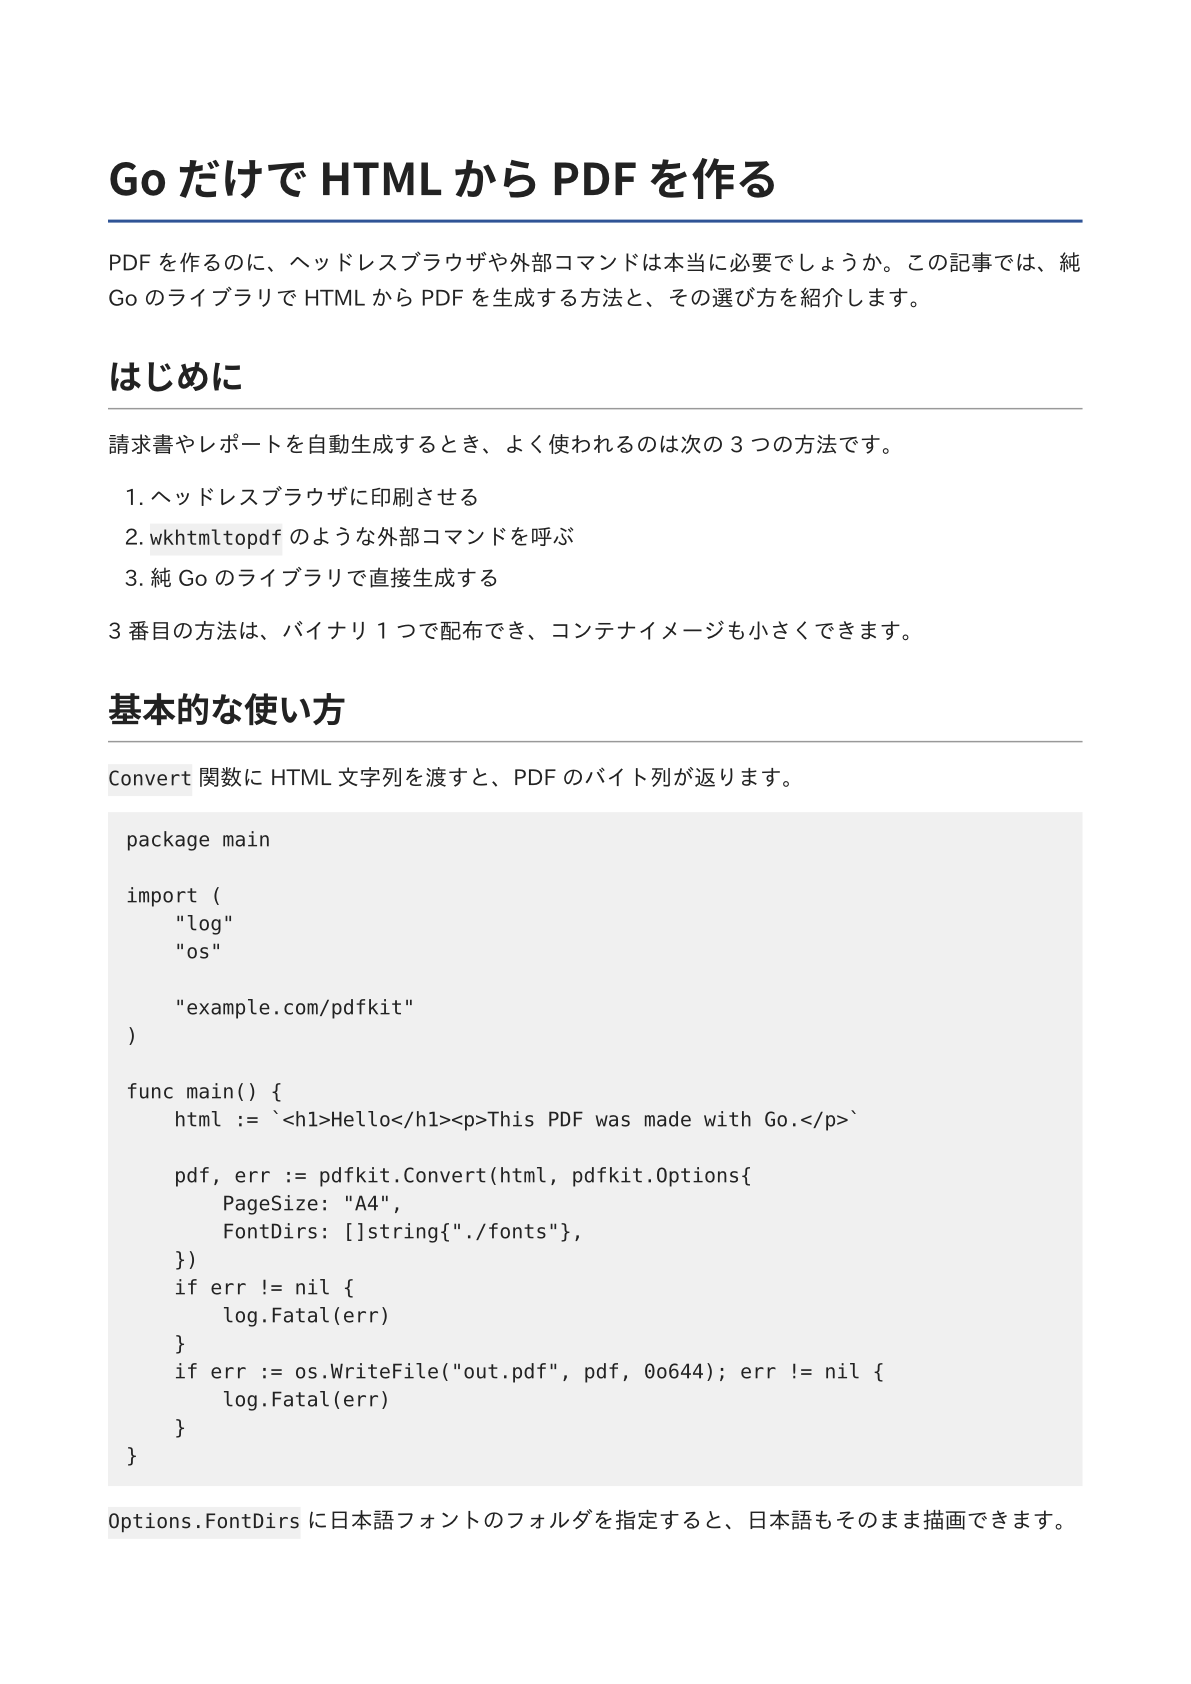 Go だけで HTML から PDF を作る
PDF を作るのに、ヘッドレスブラウザや外部コマンドは本当に必要でしょうか。この記事では、純
Go のライブラリで HTML から PDF を生成する方法と、その選び方を紹介します。
はじめに
請求書やレポートを自動生成するとき、よく使われるのは次の 3 つの方法です。
1. ヘッドレスブラウザに印刷させる
2. wkhtmltopdf のような外部コマンドを呼ぶ
3. 純 Go のライブラリで直接生成する
3 番目の方法は、バイナリ 1 つで配布でき、コンテナイメージも小さくできます。
基本的な使い方
Convert 関数に HTML 文字列を渡すと、PDF のバイト列が返ります。
package main

import (
    "log"
    "os"

    "example.com/pdfkit"
)

func main() {
    html := `<h1>Hello</h1><p>This PDF was made with Go.</p>`

    pdf, err := pdfkit.Convert(html, pdfkit.Options{
        PageSize: "A4",
        FontDirs: []string{"./fonts"},
    })
    if err != nil {
        log.Fatal(err)
    }
    if err := os.WriteFile("out.pdf", pdf, 0o644); err != nil {
        log.Fatal(err)
    }
}
Options.FontDirs に日本語フォントのフォルダを指定すると、日本語もそのまま描画できます。